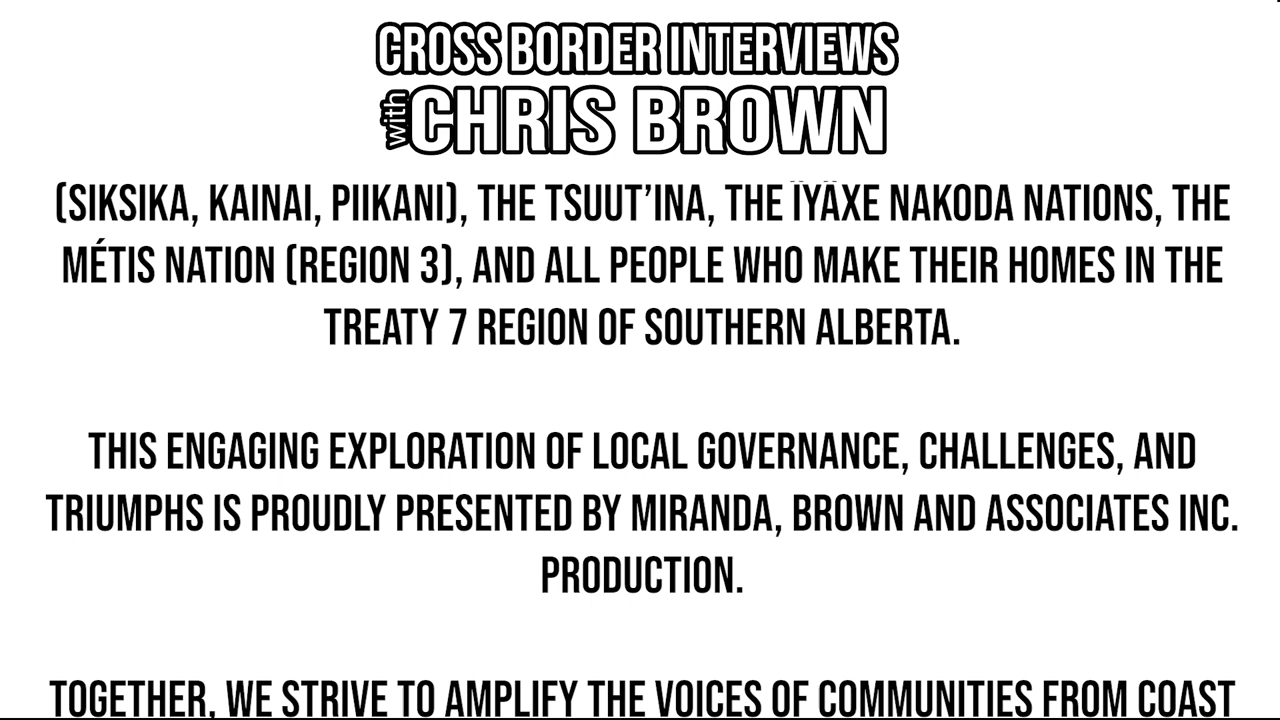 CROSS BORDER INTERVIEWS
with CHRIS BROWN
(SIKSIKA, KAINAI, PIIKANI), THE TSUUT’INA, THE ÎYÂXE NAKODA NATIONS, THE
MÉTIS NATION (REGION 3), AND ALL PEOPLE WHO MAKE THEIR HOMES IN THE
TREATY 7 REGION OF SOUTHERN ALBERTA.
THIS ENGAGING EXPLORATION OF LOCAL GOVERNANCE, CHALLENGES, AND
TRIUMPHS IS PROUDLY PRESENTED BY MIRANDA, BROWN AND ASSOCIATES INC.
PRODUCTION.
TOGETHER, WE STRIVE TO AMPLIFY THE VOICES OF COMMUNITIES FROM COAST